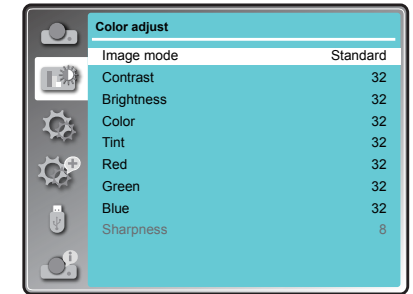 Color adjust
Image mode Standard
Contrast 32
Brightness 32
Color 32
Tint 32
Red 32
Green 32
Blue 32
Sharpness 8